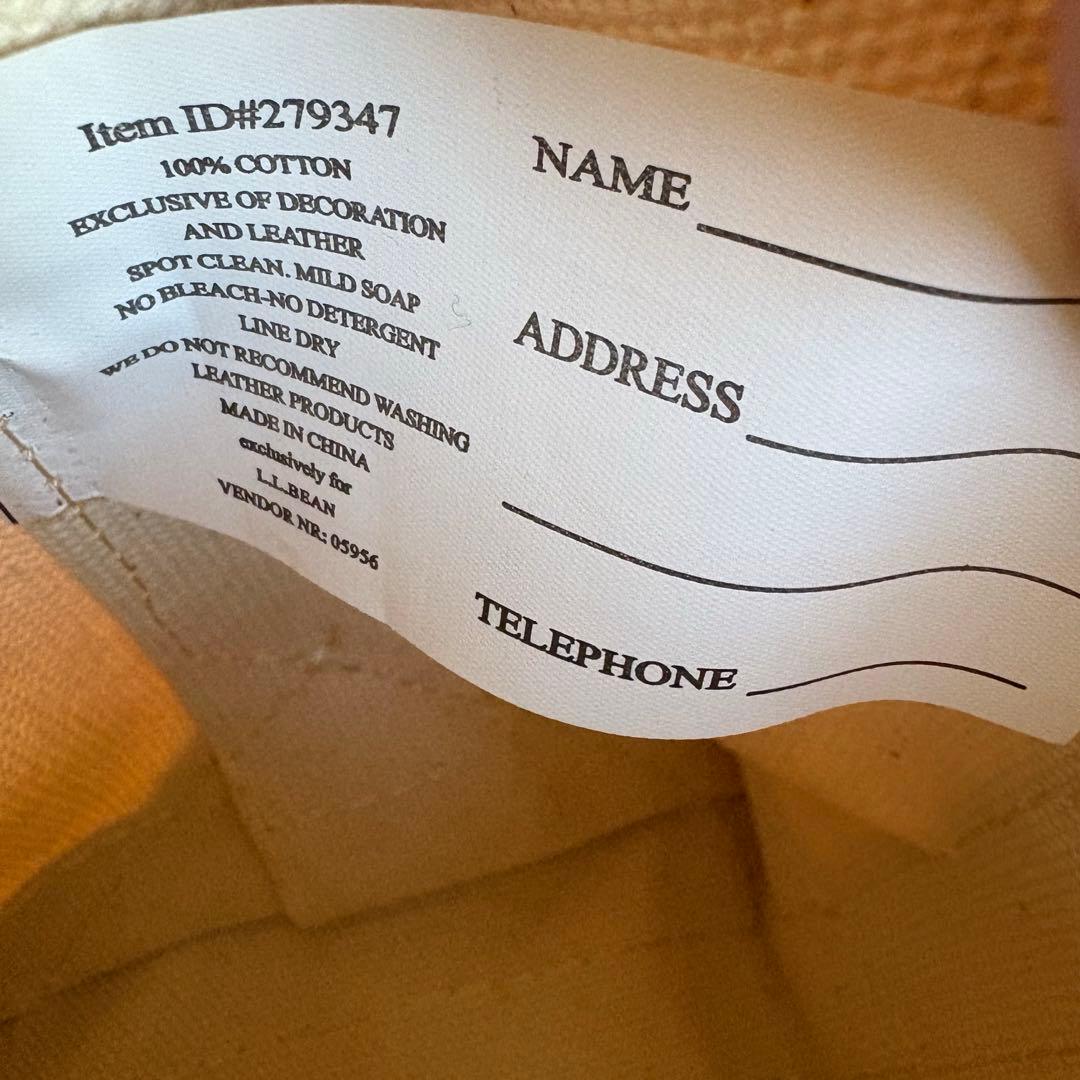 Item ID#279347
100% COTTON
EXCLUSIVE OF DECORATION
AND LEATHER
SPOT CLEAN. MILD SOAP
NO BLEACH-NO DETERGENT
LINE DRY
WE DO NOT RECOMMEND WASHING
LEATHER PRODUCTS
MADE IN CHINA
exclusively for
L.L.BEAN
VENDOR NR: 05956
NAME
ADDRESS
TELEPHONE